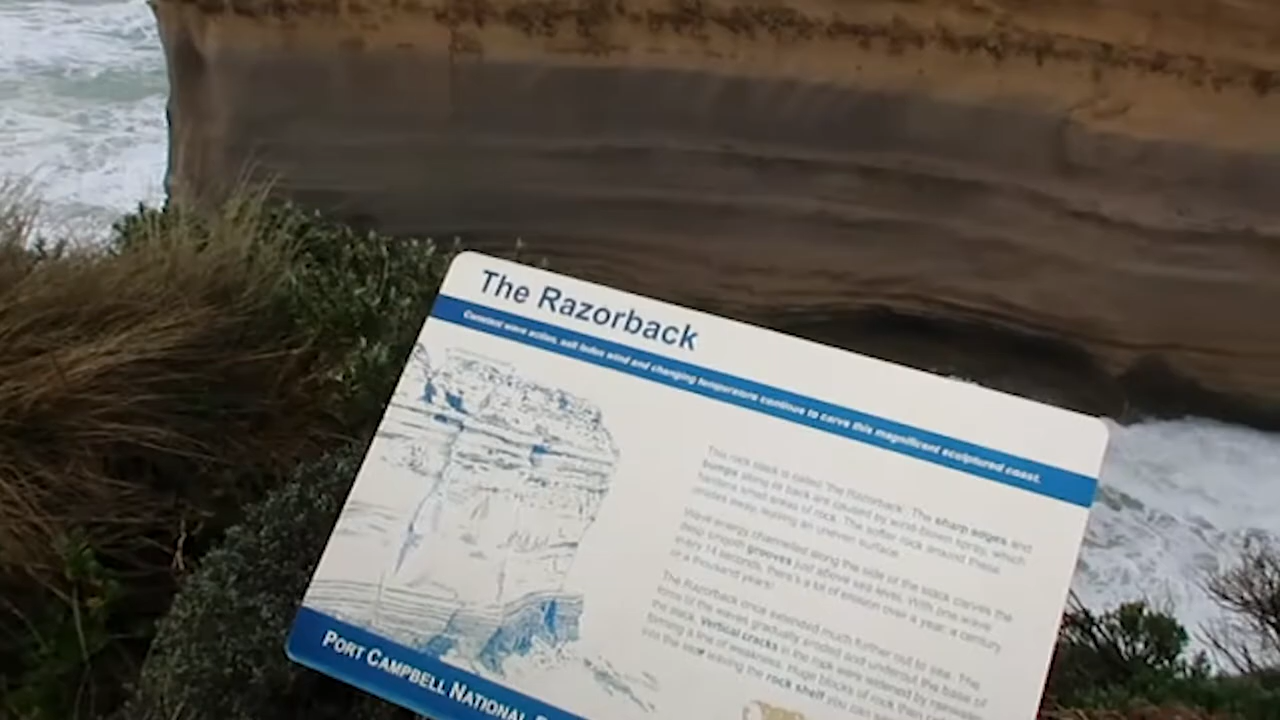 The Razorback
Constant wave action, salt laden wind and changing temperature continue to carve this magnificent sculptured coast.
This rock stack is called The Razorback. The sharp edges and
bumps along its back are caused by wind-blown spray, which
hardens small areas of rock. The softer rock around these
erodes away, leaving an uneven surface.
Wave energy channelled along the side of the stack carves the
deep smooth grooves just above sea level. With one wave
every 14 seconds, there's a lot of erosion over a year, a century
or a thousand years!
The Razorback once extended much further out to sea. The
force of the waves gradually eroded and undercut the base of
the stack. Vertical cracks in the rock were widened by rainwater,
forming a line of weakness. Huge blocks of rock then
into the sea leaving the rock shelf you can
PORT CAMPBELL NATIONAL